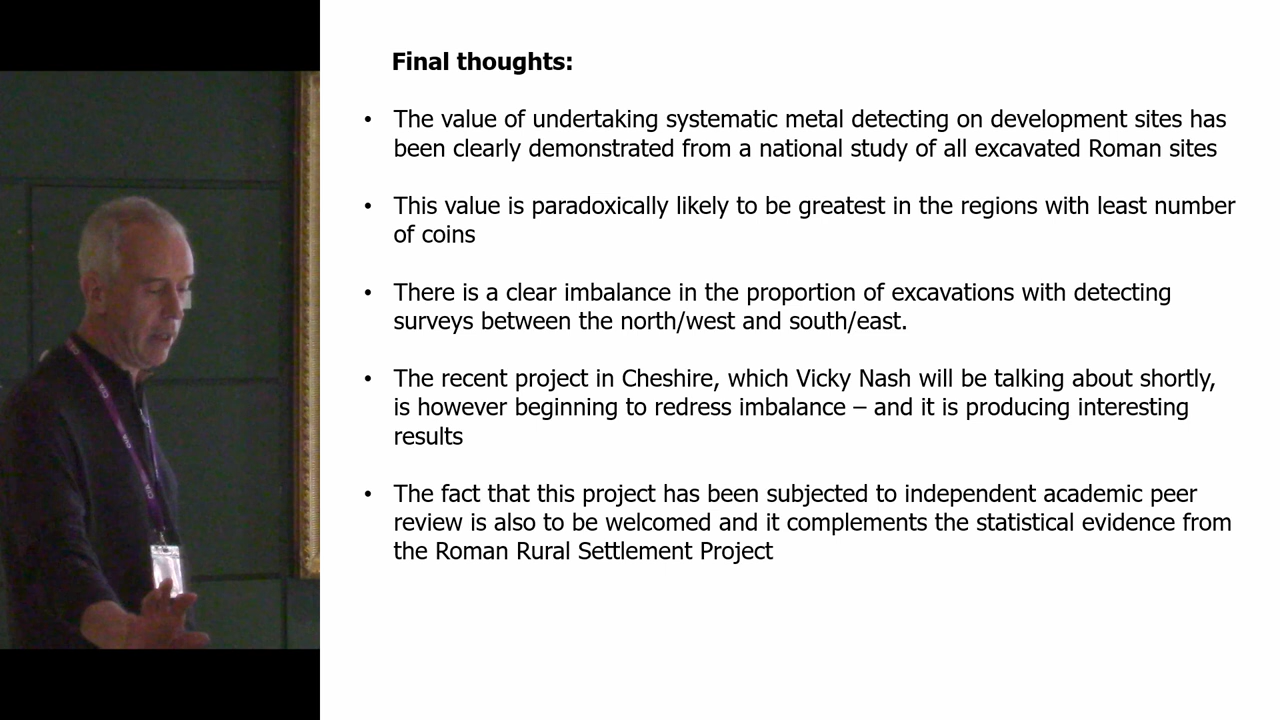 Final thoughts:
• The value of undertaking systematic metal detecting on development sites has
been clearly demonstrated from a national study of all excavated Roman sites
• This value is paradoxically likely to be greatest in the regions with least number
of coins
• There is a clear imbalance in the proportion of excavations with detecting
surveys between the north/west and south/east.
• The recent project in Cheshire, which Vicky Nash will be talking about shortly,
is however beginning to redress imbalance – and it is producing interesting
results
• The fact that this project has been subjected to independent academic peer
review is also to be welcomed and it complements the statistical evidence from
the Roman Rural Settlement Project